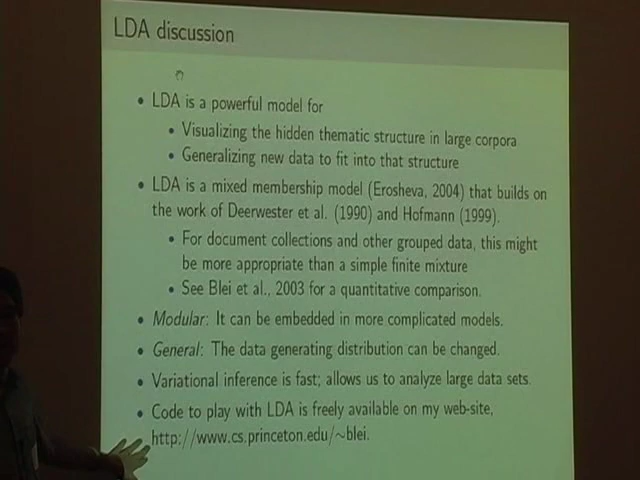 LDA discussion
• LDA is a powerful model for
• Visualizing the hidden thematic structure in large corpora
• Generalizing new data to fit into that structure
• LDA is a mixed membership model (Erosheva, 2004) that builds on
the work of Deerwester et al. (1990) and Hofmann (1999).
• For document collections and other grouped data, this might
be more appropriate than a simple finite mixture
• See Blei et al., 2003 for a quantitative comparison.
• Modular: It can be embedded in more complicated models.
• General: The data generating distribution can be changed.
• Variational inference is fast; allows us to analyze large data sets.
• Code to play with LDA is freely available on my web-site,
http://www.cs.princeton.edu/∼blei.